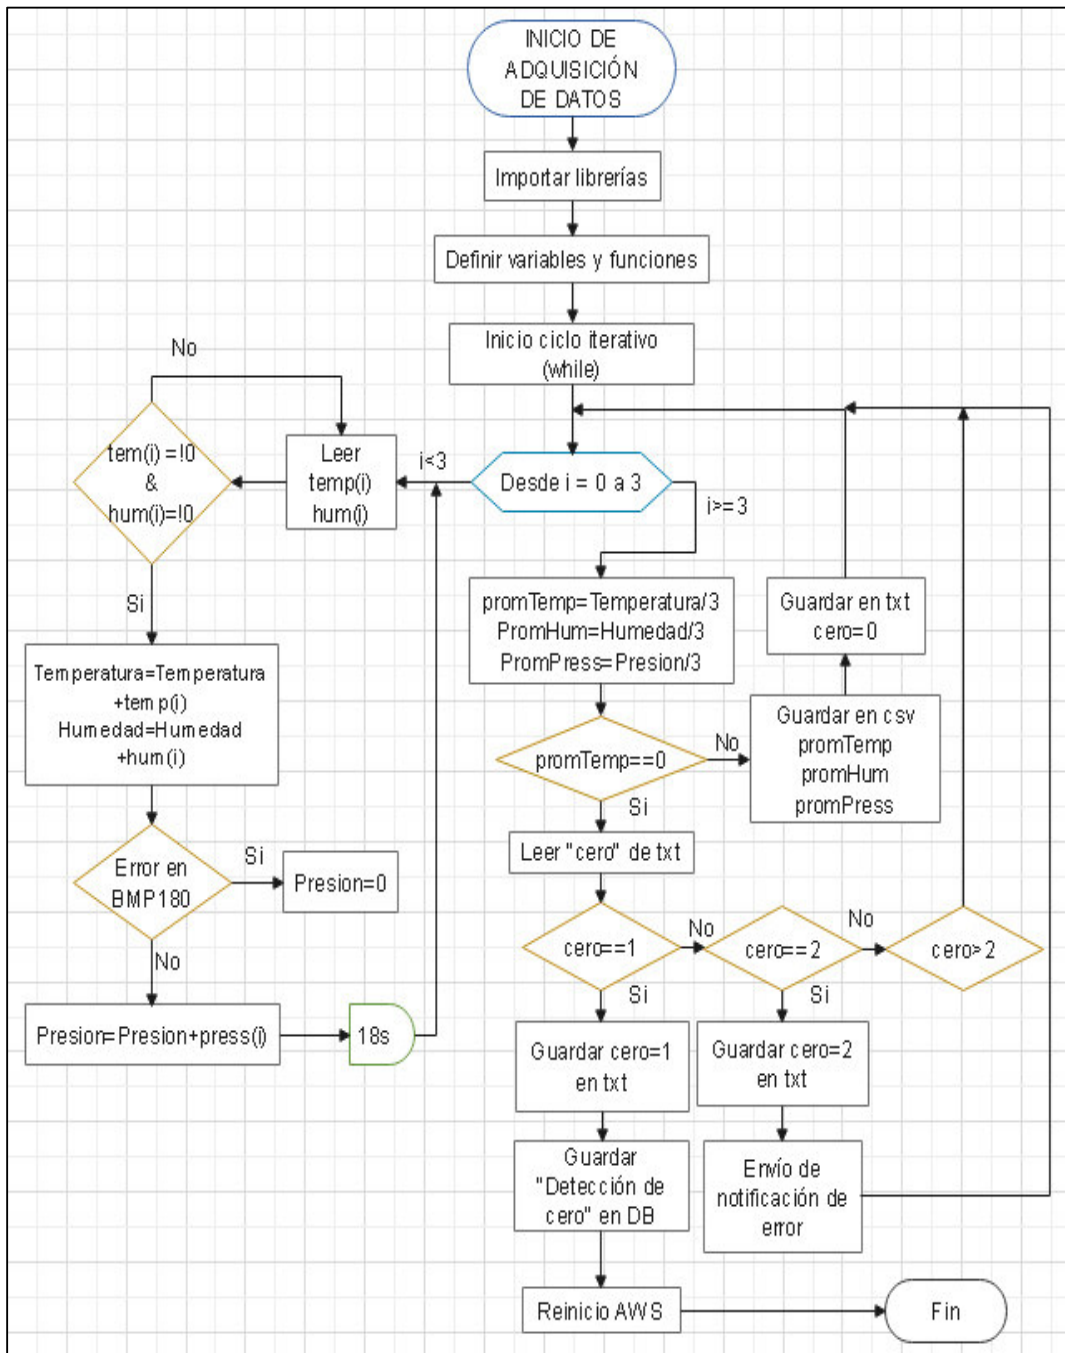 INICIO DE
ADQUISICIÓN
DE DATOS
Importar librerías
Definir variables y funciones
Inicio ciclo iterativo
(while)
No
tem(i) =!0
&
hum(i)=!0
Leer
temp(i)
hum(i)
i<3
Desde i = 0 a 3
i>=3
Si
Temperatura=Temperatura
+temp(i)
Humedad=Humedad
+hum(i)
Error en
BMP180
Si
Presion=0
No
Presion=Presion+press(i)
18s
promTemp=Temperatura/3
PromHum=Humedad/3
PromPress=Presion/3
promTemp==0
No
Guardar en csv
promTemp
promHum
promPress
Guardar en txt
cero=0
Si
Leer "cero" de txt
cero==1
No
cero==2
No
cero>2
Si
Si
Guardar cero=1
en txt
Guardar cero=2
en txt
Guardar
"Detección de
cero" en DB
Envío de
notificación de
error
Reinicio AWS
Fin